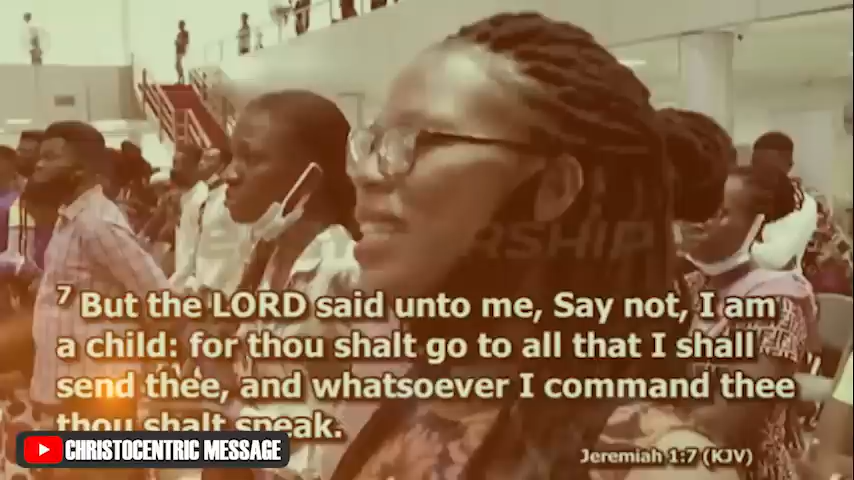 7 But the LORD said unto me, Say not, I am
a child: for thou shalt go to all that I shall
send thee, and whatsoever I command thee
thou shalt speak.
Jeremiah 1:7 (KJV)
CHRISTOCENTRIC MESSAGE